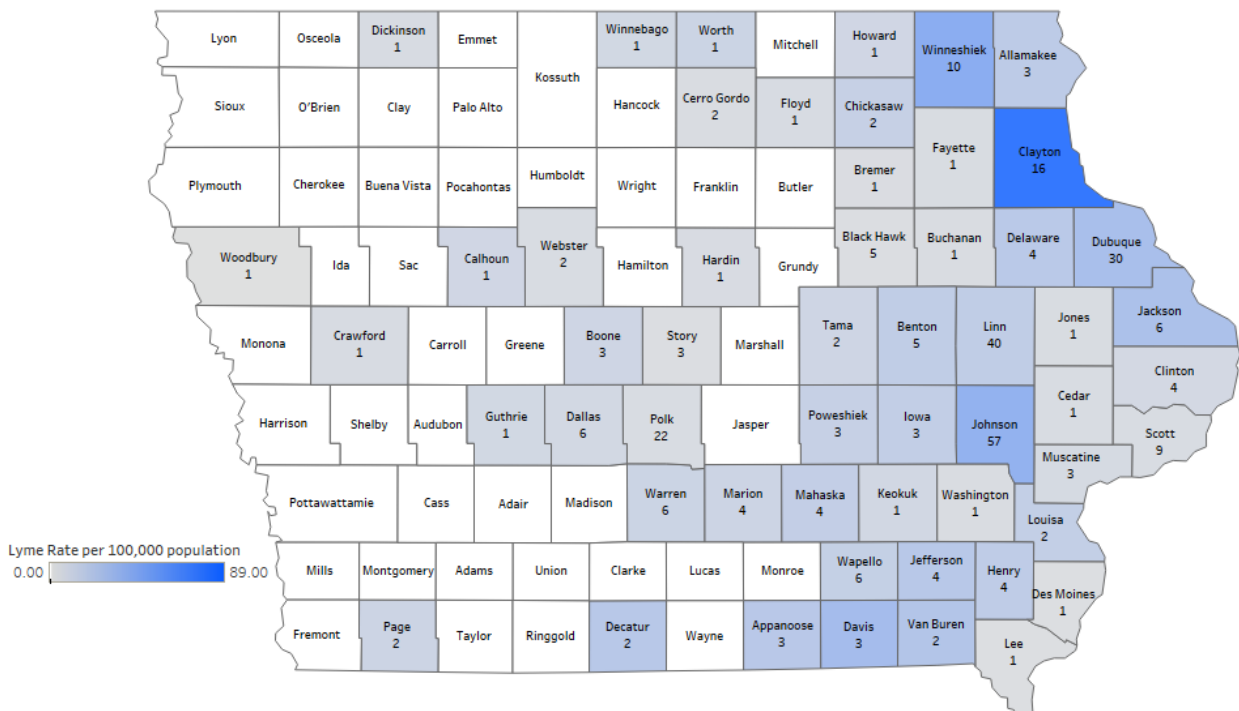 Lyon
Osceola
Dickinson
1
Emmet
Kossuth
Winnebago
1
Worth
1
Mitchell
Howard
1
Winneshiek
10
Allamakee
3
Sioux
O'Brien
Clay
Palo Alto
Hancock
Cerro Gordo
2
Floyd
1
Chickasaw
2
Fayette
1
Clayton
16
Plymouth
Cherokee
Buena Vista
Pocahontas
Humboldt
Wright
Franklin
Butler
Bremer
1
Woodbury
1
Ida
Sac
Calhoun
1
Webster
2
Hamilton
Hardin
1
Grundy
Black Hawk
5
Buchanan
1
Delaware
4
Dubuque
30
Monona
Crawford
1
Carroll
Greene
Boone
3
Story
3
Marshall
Tama
2
Benton
5
Linn
40
Jones
1
Jackson
6
Clinton
4
Harrison
Shelby
Audubon
Guthrie
1
Dallas
6
Polk
22
Jasper
Poweshiek
3
Iowa
3
Johnson
57
Cedar
1
Scott
9
Muscatine
3
Pottawattamie
Cass
Adair
Madison
Warren
6
Marion
4
Mahaska
4
Keokuk
1
Washington
1
Louisa
2
Lyme Rate per 100,000 population
0.00
89.00
Mills
Montgomery
Adams
Union
Clarke
Lucas
Monroe
Wapello
6
Jefferson
4
Henry
4
Des Moines
1
Fremont
Page
2
Taylor
Ringgold
Decatur
2
Wayne
Appanoose
3
Davis
3
Van Buren
2
Lee
1